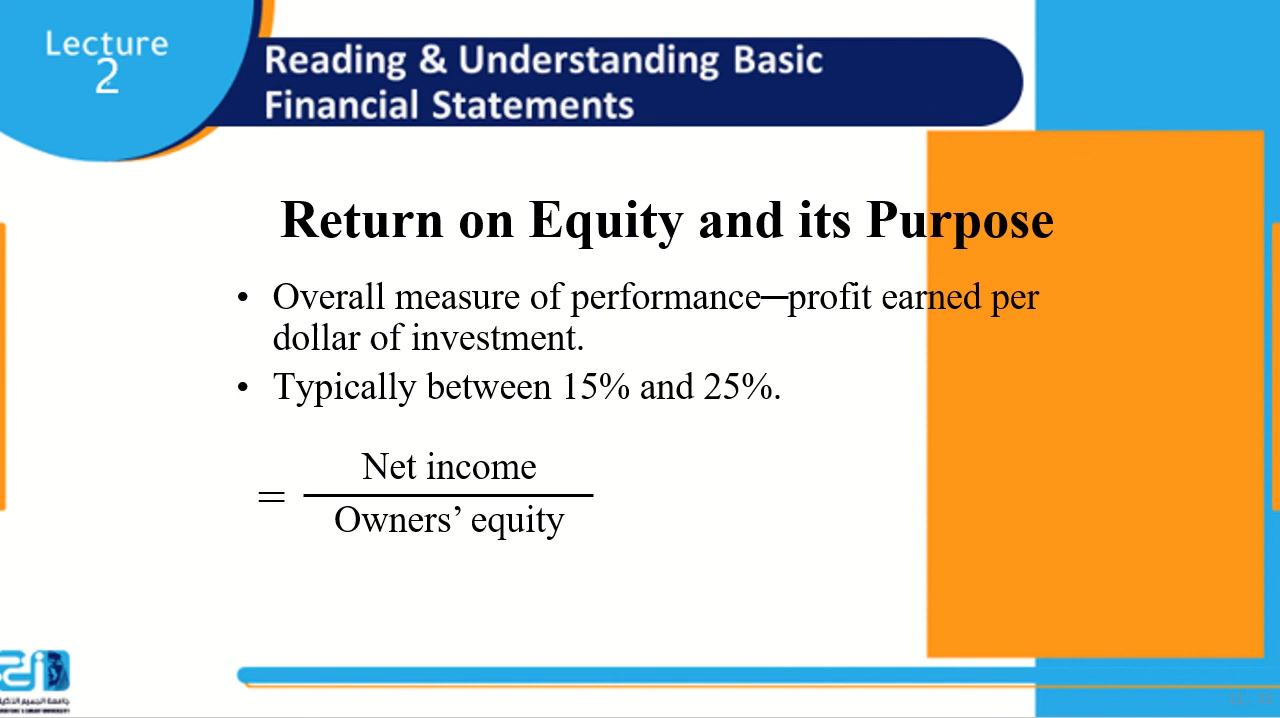 Lecture
2
Reading & Understanding Basic
Financial Statements
Return on Equity and its Purpose
• Overall measure of performance─profit earned per
dollar of investment.
• Typically between 15% and 25%.
Net income
=
Owners’ equity